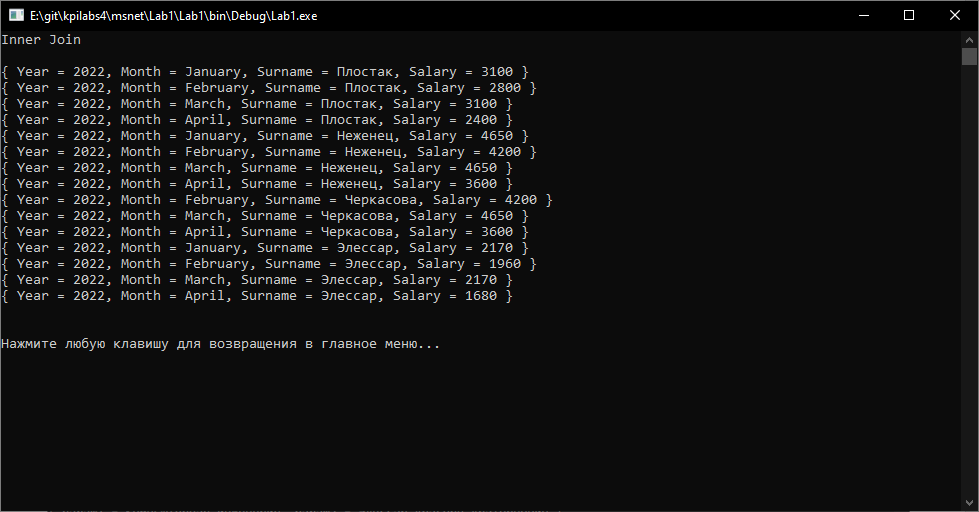 E:\git\kpilabs4\msnet\Lab1\Lab1\bin\Debug\Lab1.exe
Inner Join
{ Year = 2022, Month = January, Surname = Плостак, Salary = 3100 }
{ Year = 2022, Month = February, Surname = Плостак, Salary = 2800 }
{ Year = 2022, Month = March, Surname = Плостак, Salary = 3100 }
{ Year = 2022, Month = April, Surname = Плостак, Salary = 2400 }
{ Year = 2022, Month = January, Surname = Неженец, Salary = 4650 }
{ Year = 2022, Month = February, Surname = Неженец, Salary = 4200 }
{ Year = 2022, Month = March, Surname = Неженец, Salary = 4650 }
{ Year = 2022, Month = April, Surname = Неженец, Salary = 3600 }
{ Year = 2022, Month = February, Surname = Черкасова, Salary = 4200 }
{ Year = 2022, Month = March, Surname = Черкасова, Salary = 4650 }
{ Year = 2022, Month = April, Surname = Черкасова, Salary = 3600 }
{ Year = 2022, Month = January, Surname = Элессар, Salary = 2170 }
{ Year = 2022, Month = February, Surname = Элессар, Salary = 1960 }
{ Year = 2022, Month = March, Surname = Элессар, Salary = 2170 }
{ Year = 2022, Month = April, Surname = Элессар, Salary = 1680 }
Нажмите любую клавишу для возвращения в главное меню...